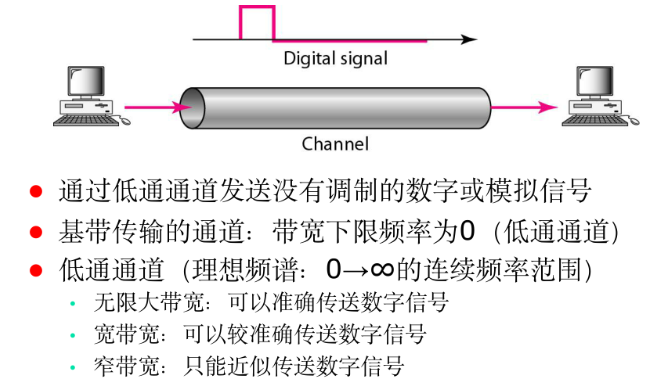 Digital signal
Channel
● 通过低通通道发送没有调制的数字或模拟信号
● 基带传输的通道：带宽下限频率为0（低通通道）
● 低通通道（理想频谱：0→∞的连续频率范围）
• 无限大带宽：可以准确传送数字信号
• 宽带宽：可以较准确传送数字信号
• 窄带宽：只能近似传送数字信号